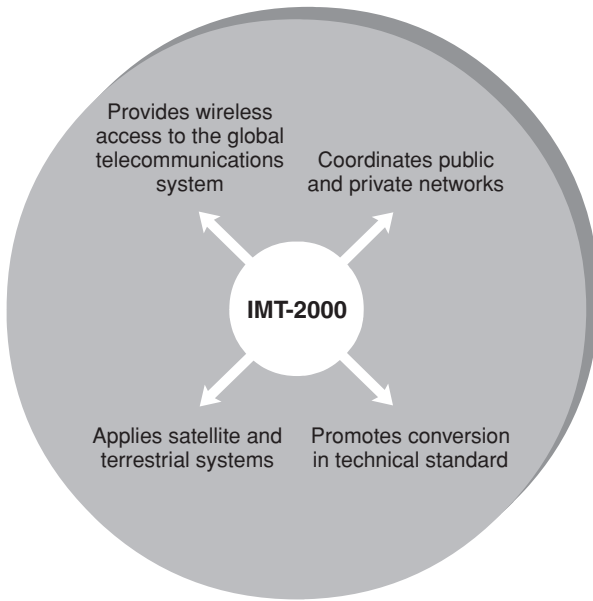 Provides wireless
access to the global
telecommunications
system
Coordinates public
and private networks
IMT-2000
Applies satellite and
terrestrial systems
Promotes conversion
in technical standard